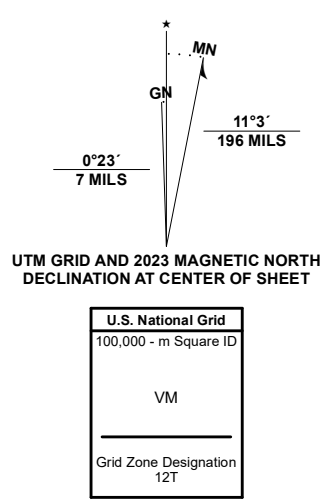 ★
MN
GN
11°3´
196 MILS
0°23´
7 MILS
UTM GRID AND 2023 MAGNETIC NORTH
DECLINATION AT CENTER OF SHEET
U.S. National Grid
100,000 - m Square ID
VM
Grid Zone Designation
12T